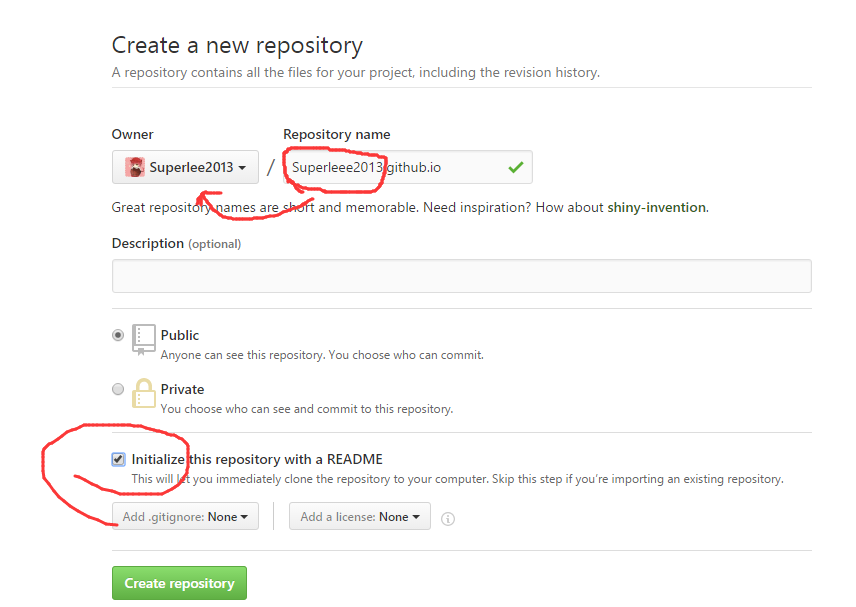 Create a new repository
A repository contains all the files for your project, including the revision history.
Owner Repository name
Superlee2013 / Superleee2013.github.io
Great repository names are short and memorable. Need inspiration? How about shiny-invention.
Description (optional)
Public
Anyone can see this repository. You choose who can commit.
Private
You choose who can see and commit to this repository.
Initialize this repository with a README
This will let you immediately clone the repository to your computer. Skip this step if you're importing an existing repository.
Add .gitignore: None Add a license: None
Create repository